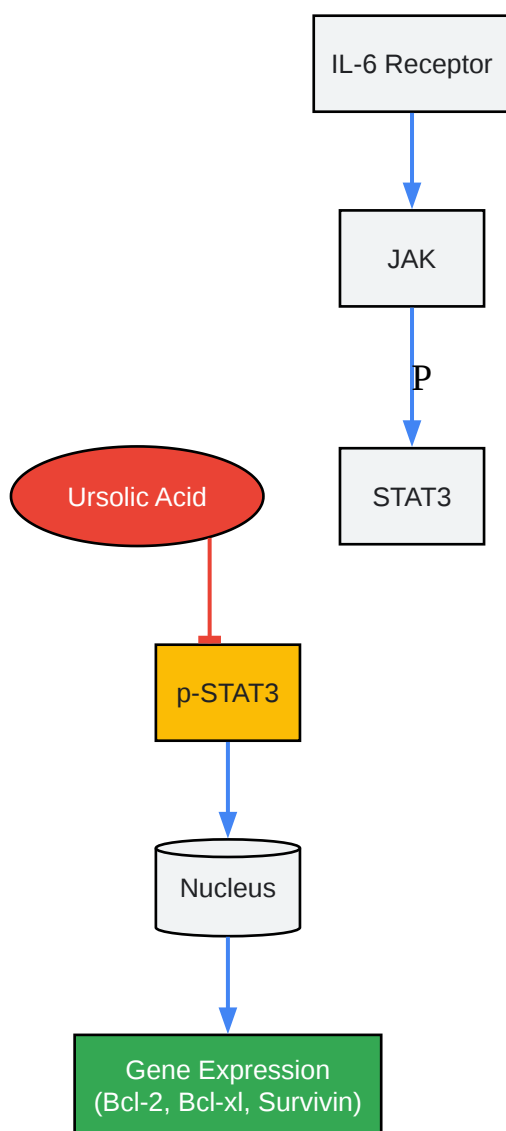 IL-6 Receptor
JAK
P
STAT3
Ursolic Acid
p-STAT3
Nucleus
Gene Expression
(Bcl-2, Bcl-xl, Survivin)